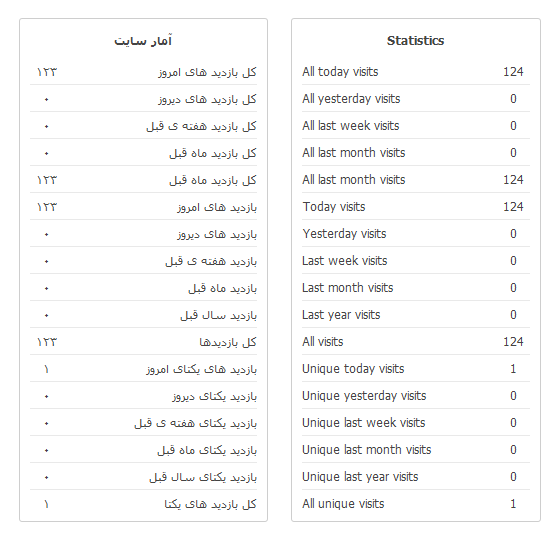 آمار سایت
کل بازدید های امروز ۱۲۳
کل بازدید های دیروز ۰
کل بازدید هفته ی قبل ۰
کل بازدید ماه قبل ۰
کل بازدید ماه قبل ۱۲۳
بازدید های امروز ۱۲۳
بازدید های دیروز ۰
بازدید هفته ی قبل ۰
بازدید ماه قبل ۰
بازدید سال قبل ۰
کل بازدیدها ۱۲۳
بازدید های یکتای امروز ۱
بازدید یکتای دیروز ۰
بازدید یکتای هفته ی قبل ۰
بازدید یکتای ماه قبل ۰
بازدید یکتای سال قبل ۰
کل بازدید های یکتا ۱
Statistics
All today visits 124
All yesterday visits 0
All last week visits 0
All last month visits 0
All last month visits 124
Today visits 124
Yesterday visits 0
Last week visits 0
Last month visits 0
Last year visits 0
All visits 124
Unique today visits 1
Unique yesterday visits 0
Unique last week visits 0
Unique last month visits 0
Unique last year visits 0
All unique visits 1